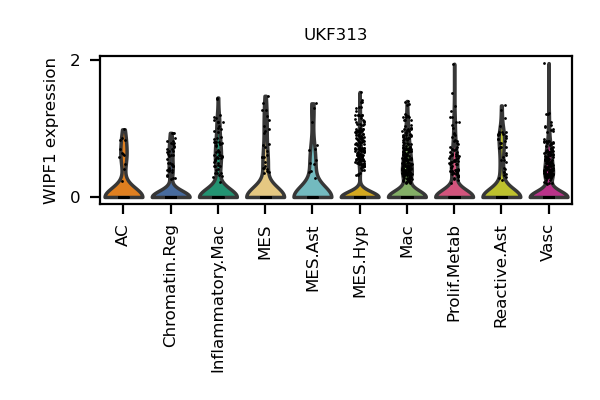 UKF313
WIPF1 expression
2
0
AC
Chromatin.Reg
Inflammatory.Mac
MES
MES.Ast
MES.Hyp
Mac
Prolif.Metab
Reactive.Ast
Vasc